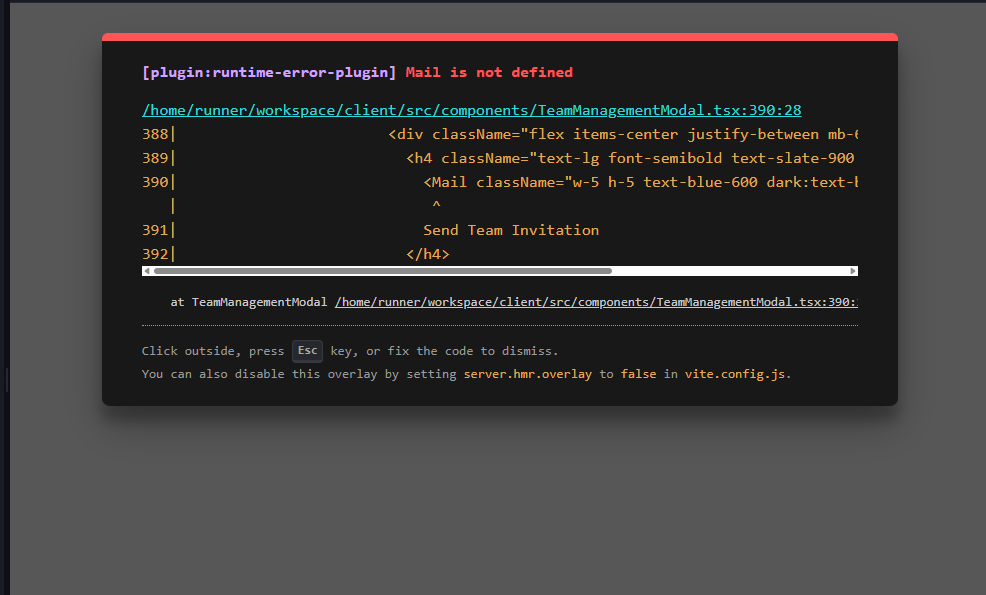 [plugin:runtime-error-plugin] Mail is not defined
/home/runner/workspace/client/src/components/TeamManagementModal.tsx:390:28
388| <div className="flex items-center justify-between mb-6
389| <h4 className="text-lg font-semibold text-slate-900
390| <Mail className="w-5 h-5 text-blue-600 dark:text-b
| ^
391| Send Team Invitation
392| </h4>
at TeamManagementModal /home/runner/workspace/client/src/components/TeamManagementModal.tsx:390:
Click outside, press Esc key, or fix the code to dismiss.
You can also disable this overlay by setting server.hmr.overlay to false in vite.config.js.